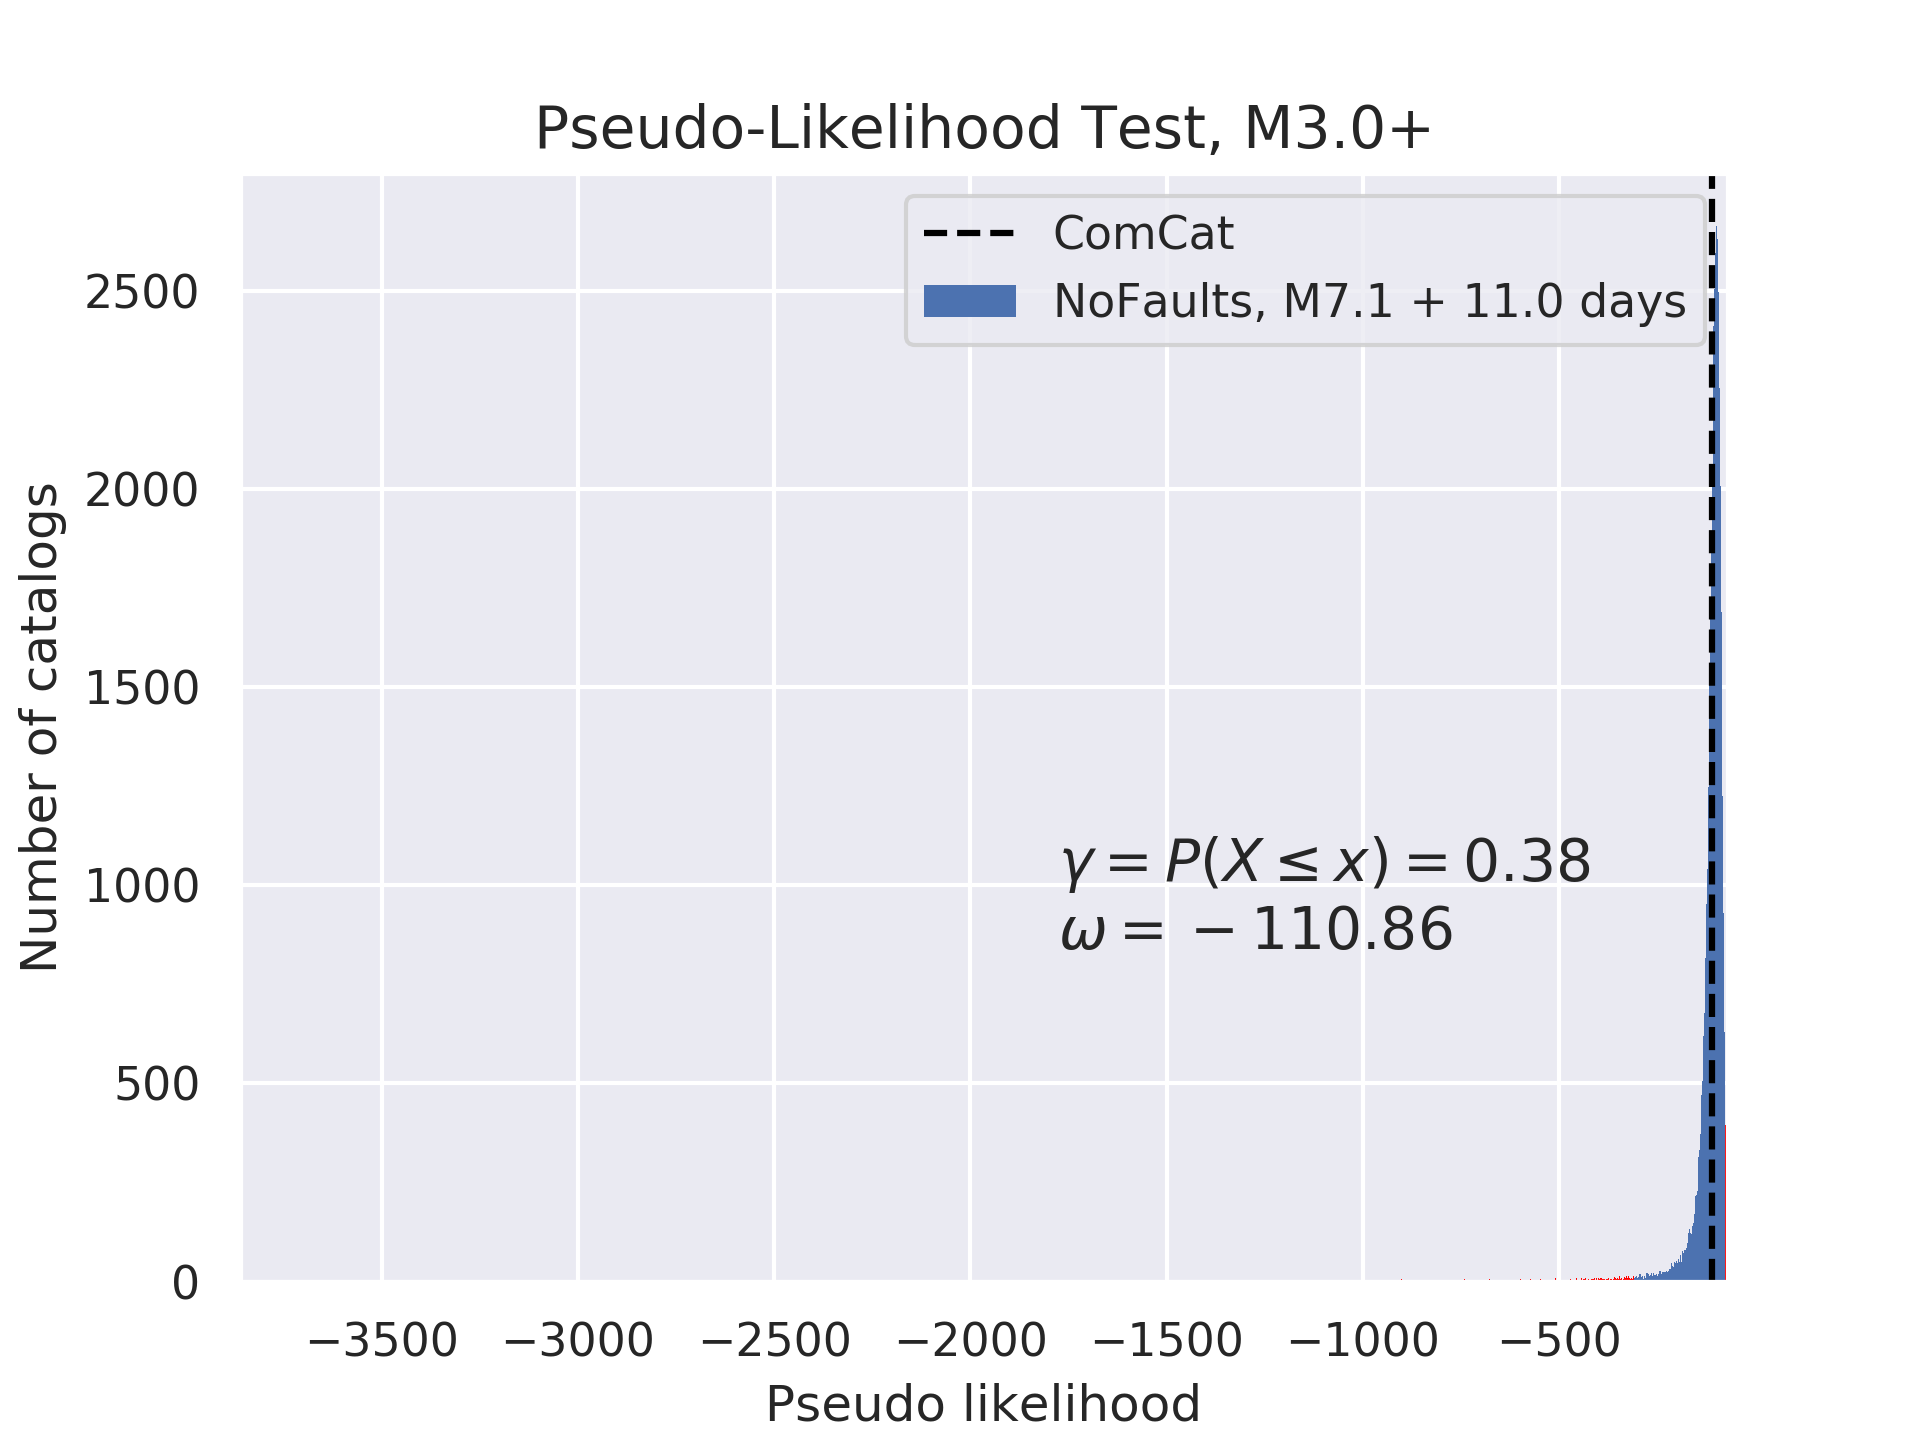 Pseudo-Likelihood Test, M3.0+
ComCat
NoFaults, M7.1 + 11.0 days
2500
2000
1500
1000
500
0
Number of catalogs
γ = P(X ≤ x) = 0.38
ω = − 110.86
−3500 −3000 −2500 −2000 −1500 −1000 −500
Pseudo likelihood